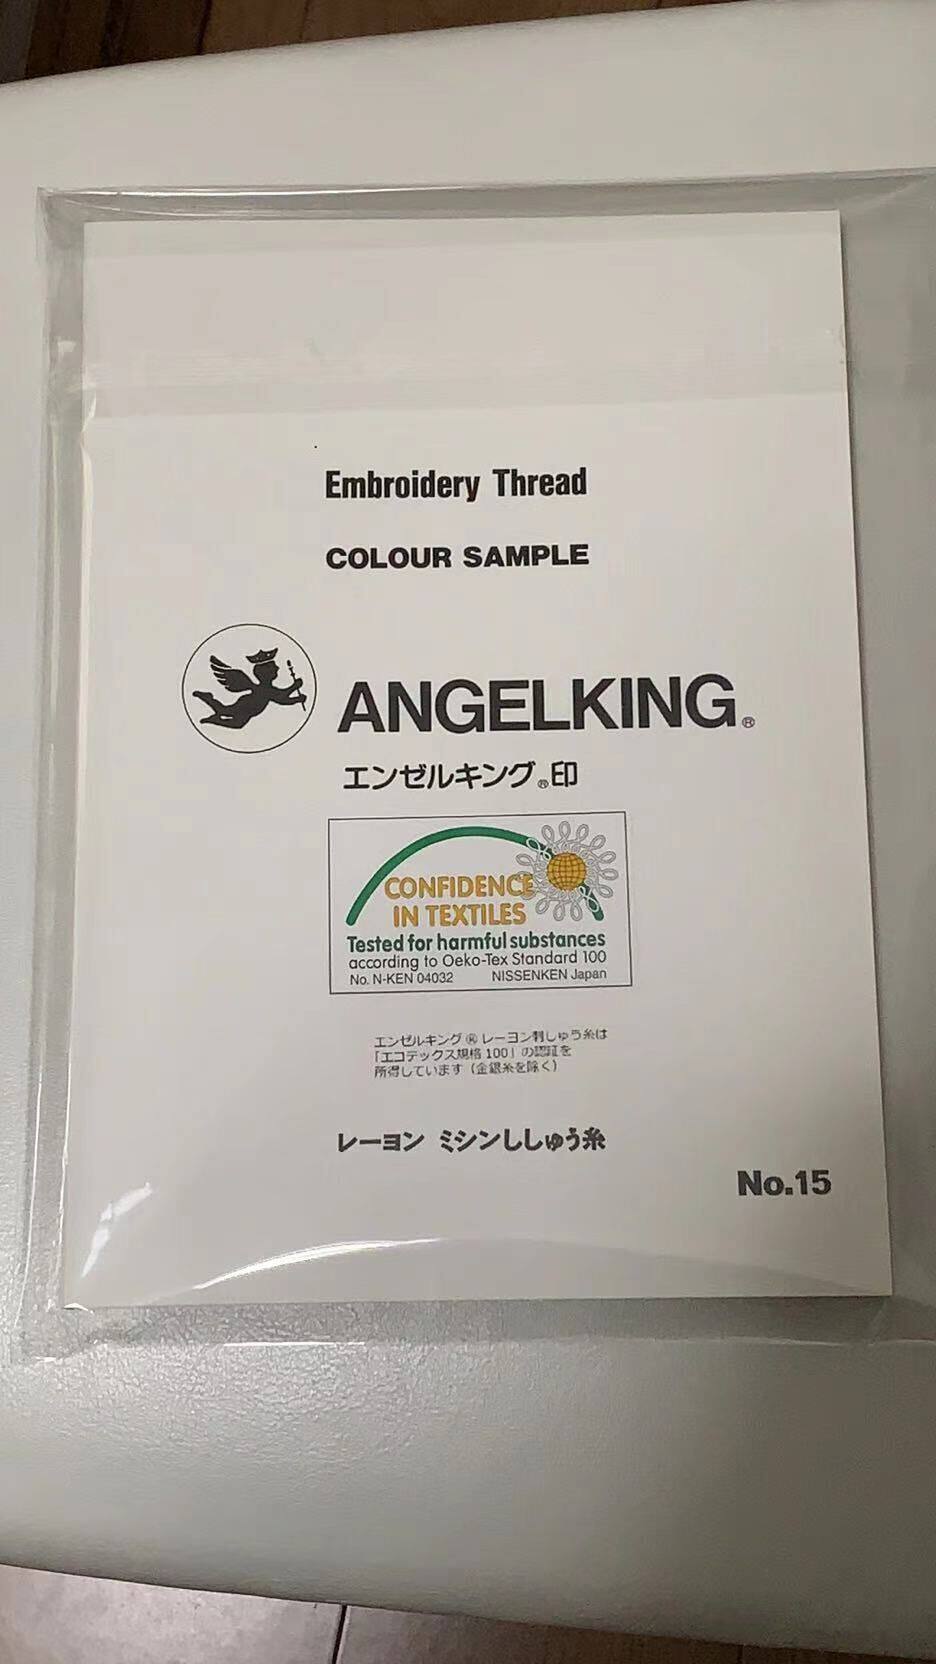 Embroidery Thread
COLOUR SAMPLE
ANGELKING®
エンゼルキング®印
CONFIDENCE
IN TEXTILES
Tested for harmful substances
according to Oeko-Tex Standard 100
No. N-KEN 04032 NISSENKEN Japan
エンゼルキング®レーヨン刺しゅう糸は
「エコテックス規格100」の認証を
所得しています（金銀糸を除く）
レーヨン ミシンししゅう糸
No.15